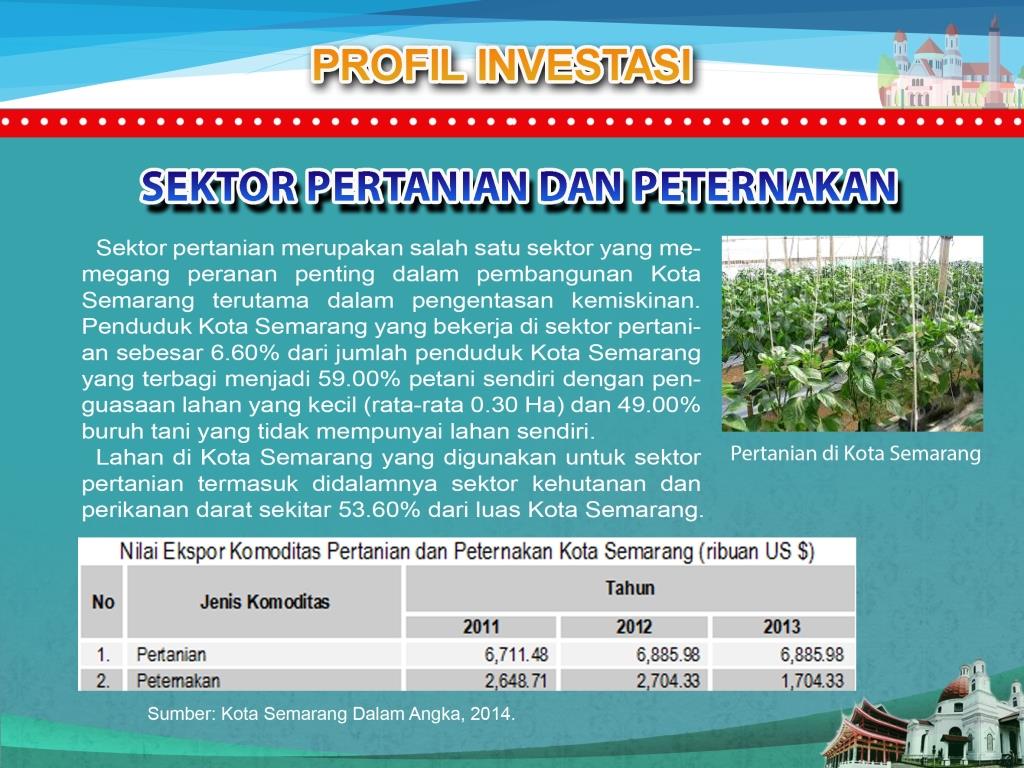 PROFIL INVESTASI
SEKTOR PERTANIAN DAN PETERNAKAN
Sektor pertanian merupakan salah satu sektor yang me-
megang peranan penting dalam pembangunan Kota
Semarang terutama dalam pengentasan kemiskinan.
Penduduk Kota Semarang yang bekerja di sektor pertani-
an sebesar 6.60% dari jumlah penduduk Kota Semarang
yang terbagi menjadi 59.00% petani sendiri dengan pen-
guasaan lahan yang kecil (rata-rata 0.30 Ha) dan 49.00%
buruh tani yang tidak mempunyai lahan sendiri.
Lahan di Kota Semarang yang digunakan untuk sektor
pertanian termasuk didalamnya sektor kehutanan dan
perikanan darat sekitar 53.60% dari luas Kota Semarang.
Pertanian di Kota Semarang
Nilai Ekspor Komoditas Pertanian dan Peternakan Kota Semarang (ribuan US $)
No Jenis Komoditas Tahun
2011 2012 2013
1. Pertanian 6,711.48 6,885.98 6,885.98
2. Peternakan 2,648.71 2,704.33 1,704.33
Sumber: Kota Semarang Dalam Angka, 2014.